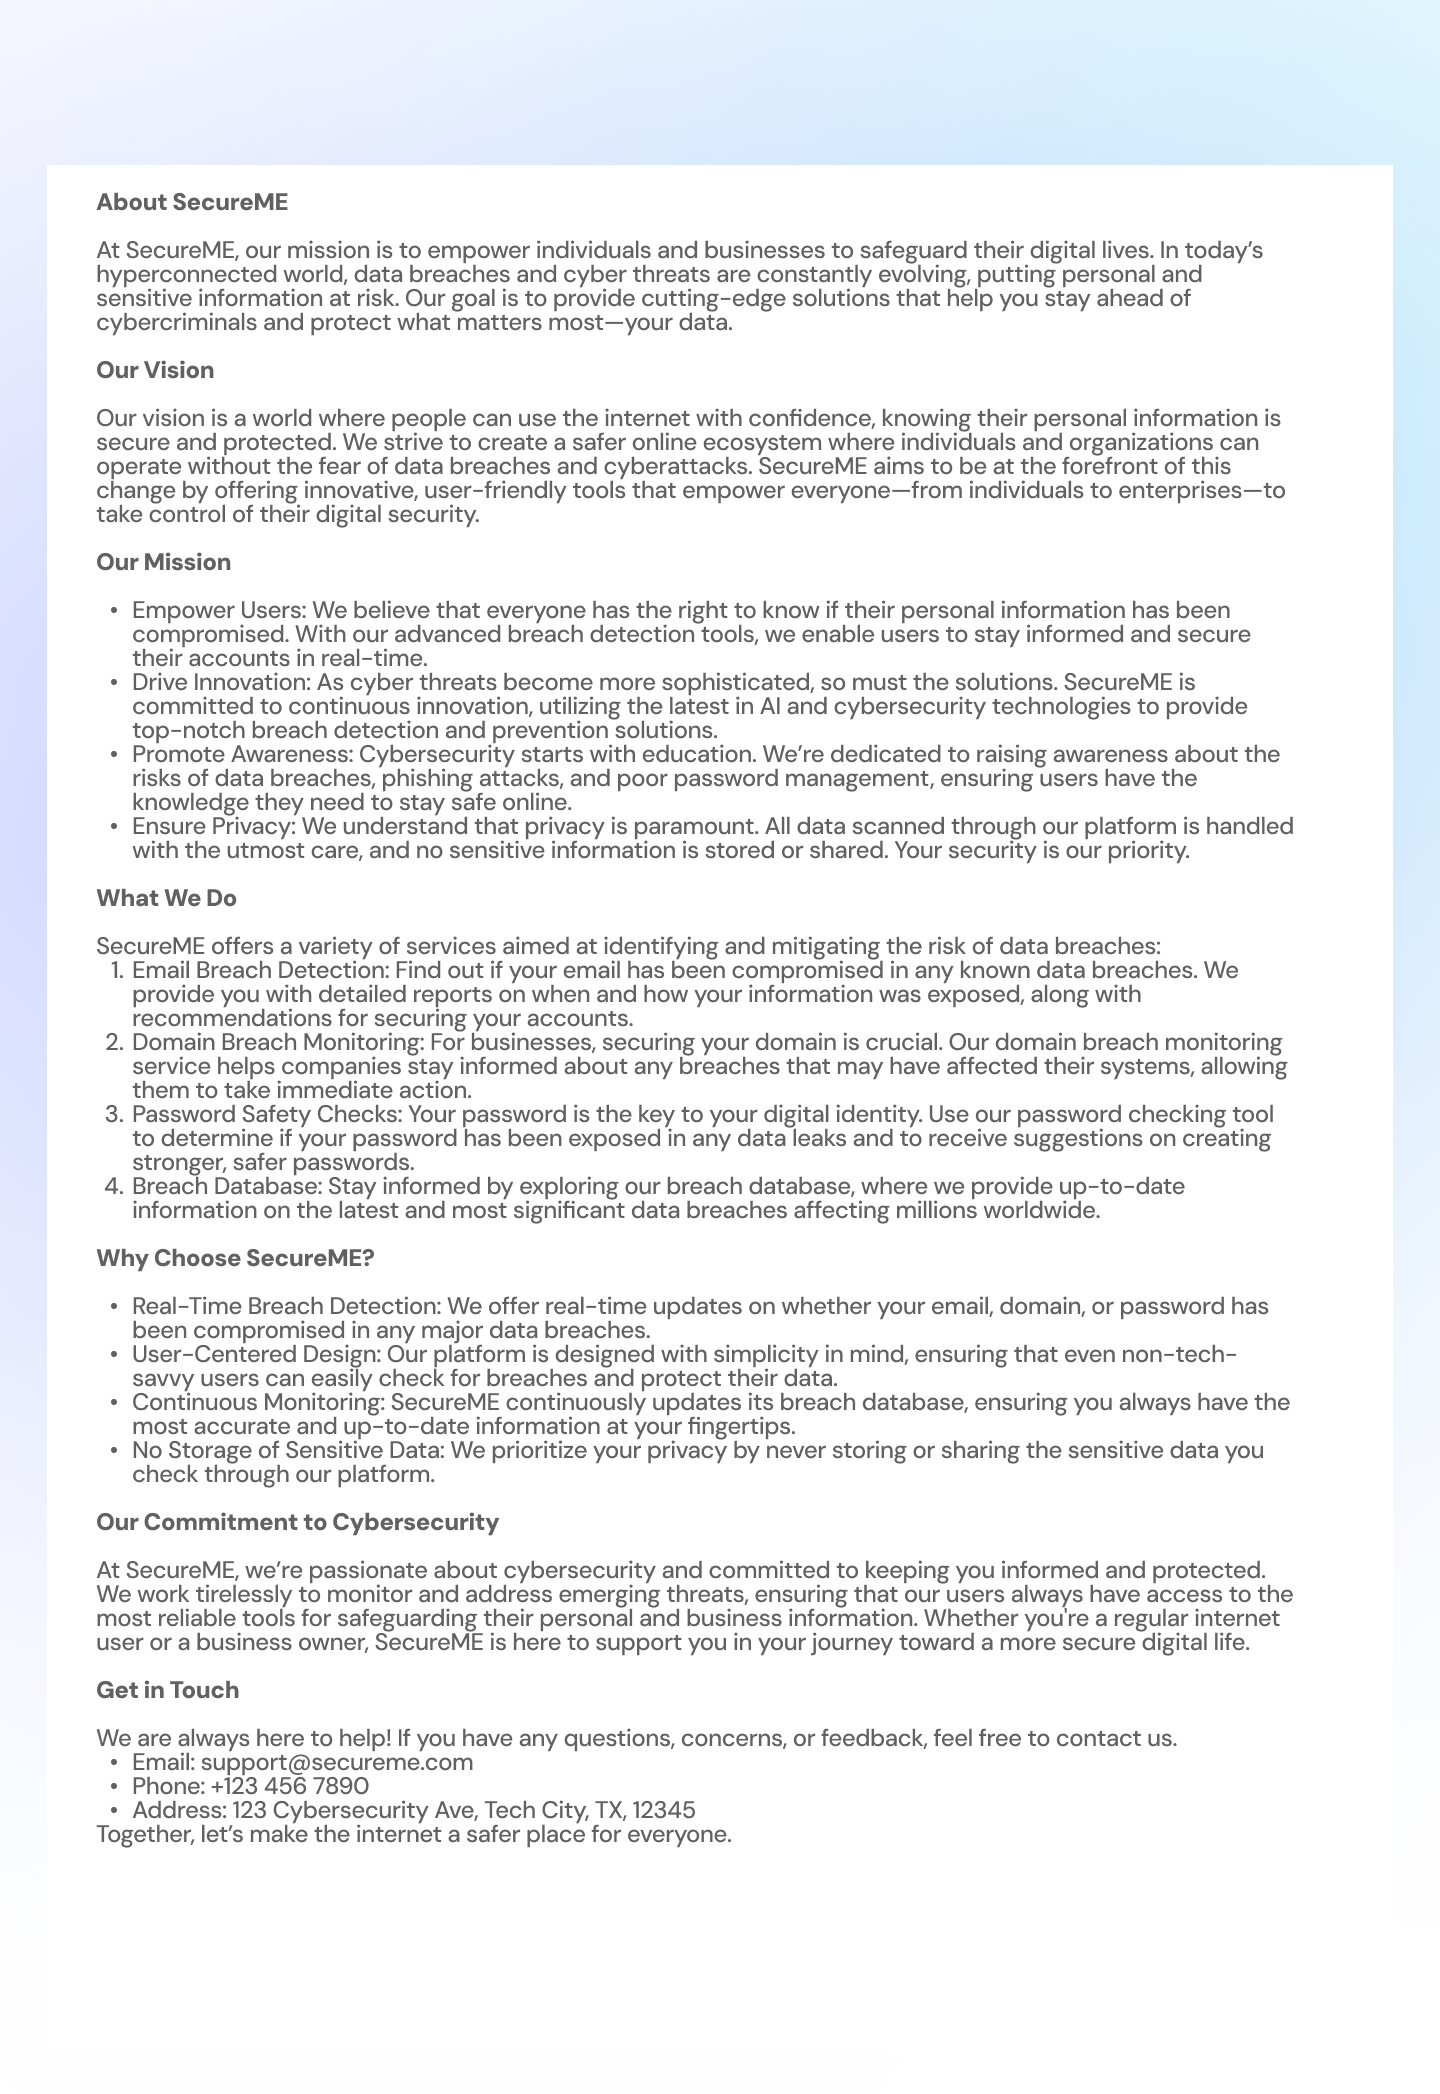 About SecureME
At SecureME, our mission is to empower individuals and businesses to safeguard their digital lives. In today’s
hyperconnected world, data breaches and cyber threats are constantly evolving, putting personal and
sensitive information at risk. Our goal is to provide cutting-edge solutions that help you stay ahead of
cybercriminals and protect what matters most—your data.
Our Vision
Our vision is a world where people can use the internet with confidence, knowing their personal information is
secure and protected. We strive to create a safer online ecosystem where individuals and organizations can
operate without the fear of data breaches and cyberattacks. SecureME aims to be at the forefront of this
change by offering innovative, user-friendly tools that empower everyone—from individuals to enterprises—to
take control of their digital security.
Our Mission
• Empower Users: We believe that everyone has the right to know if their personal information has been
compromised. With our advanced breach detection tools, we enable users to stay informed and secure
their accounts in real-time.
• Drive Innovation: As cyber threats become more sophisticated, so must the solutions. SecureME is
committed to continuous innovation, utilizing the latest in AI and cybersecurity technologies to provide
top-notch breach detection and prevention solutions.
• Promote Awareness: Cybersecurity starts with education. We’re dedicated to raising awareness about the
risks of data breaches, phishing attacks, and poor password management, ensuring users have the
knowledge they need to stay safe online.
• Ensure Privacy: We understand that privacy is paramount. All data scanned through our platform is handled
with the utmost care, and no sensitive information is stored or shared. Your security is our priority.
What We Do
SecureME offers a variety of services aimed at identifying and mitigating the risk of data breaches:
1. Email Breach Detection: Find out if your email has been compromised in any known data breaches. We
provide you with detailed reports on when and how your information was exposed, along with
recommendations for securing your accounts.
2. Domain Breach Monitoring: For businesses, securing your domain is crucial. Our domain breach monitoring
service helps companies stay informed about any breaches that may have affected their systems, allowing
them to take immediate action.
3. Password Safety Checks: Your password is the key to your digital identity. Use our password checking tool
to determine if your password has been exposed in any data leaks and to receive suggestions on creating
stronger, safer passwords.
4. Breach Database: Stay informed by exploring our breach database, where we provide up-to-date
information on the latest and most significant data breaches affecting millions worldwide.
Why Choose SecureME?
• Real-Time Breach Detection: We offer real-time updates on whether your email, domain, or password has
been compromised in any major data breaches.
• User-Centered Design: Our platform is designed with simplicity in mind, ensuring that even non-tech-
savvy users can easily check for breaches and protect their data.
• Continuous Monitoring: SecureME continuously updates its breach database, ensuring you always have the
most accurate and up-to-date information at your fingertips.
• No Storage of Sensitive Data: We prioritize your privacy by never storing or sharing the sensitive data you
check through our platform.
Our Commitment to Cybersecurity
At SecureME, we’re passionate about cybersecurity and committed to keeping you informed and protected.
We work tirelessly to monitor and address emerging threats, ensuring that our users always have access to the
most reliable tools for safeguarding their personal and business information. Whether you're a regular internet
user or a business owner, SecureME is here to support you in your journey toward a more secure digital life.
Get in Touch
We are always here to help! If you have any questions, concerns, or feedback, feel free to contact us.
• Email: support@secureme.com
• Phone: +123 456 7890
• Address: 123 Cybersecurity Ave, Tech City, TX, 12345
Together, let’s make the internet a safer place for everyone.